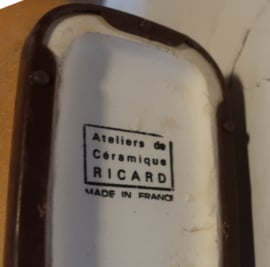 Ateliers de
Céramique
RICARD
MADE IN FRANCE